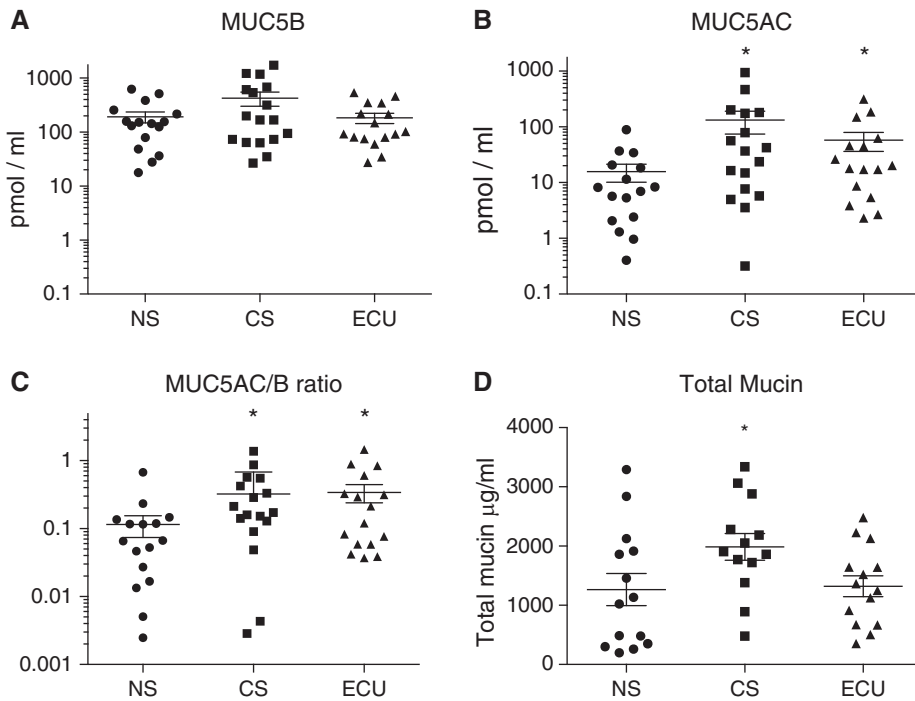 A
MUC5B
pmol / ml
1000
100
10
1
0.1
NS
CS
ECU
B
MUC5AC
pmol / ml
1000
100
10
1
0.1
*
*
NS
CS
ECU
C
MUC5AC/B ratio
1
0.1
0.01
0.001
*
*
NS
CS
ECU
D
Total Mucin
Total mucin µg/ml
4000
3000
2000
1000
0
*
NS
CS
ECU